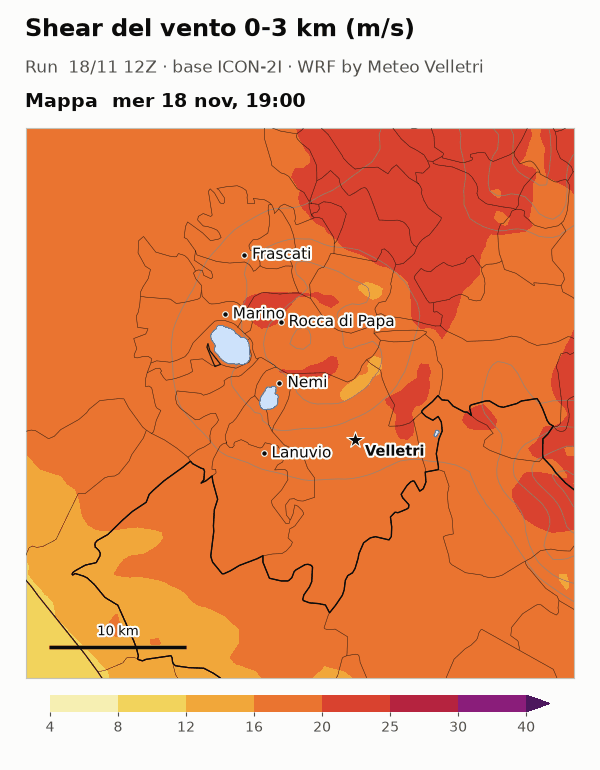 Shear del vento 0-3 km (m/s)
Run  18/11 12Z · base ICON-2I · WRF by Meteo Velletri
Mappa  mer 18 nov, 19:00
Frascati
Marino
Rocca di Papa
Nemi
Velletri
Lanuvio
10 km
4 8 12 16 20 25 30 40